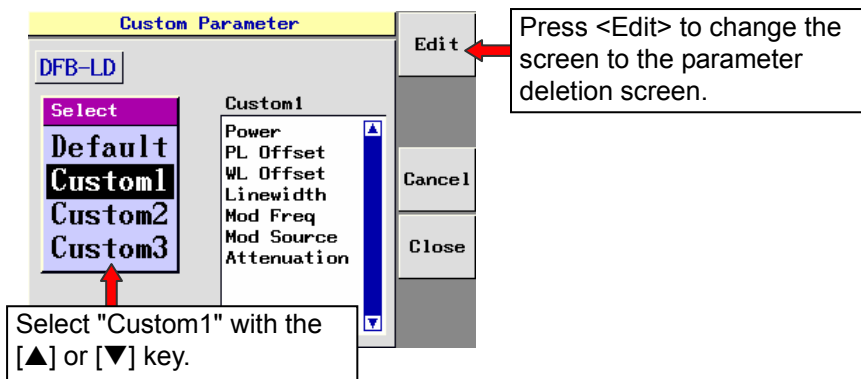 Custom Parameter
Edit
Press <Edit> to change the
screen to the parameter
deletion screen.
DFB-LD
Select
Default
Custom1
Custom2
Custom3
Custom1
Power
PL Offset
WL Offset
Linewidth
Mod Freq
Mod Source
Attenuation
Cancel
Close
Select "Custom1" with the
[▲] or [▼] key.